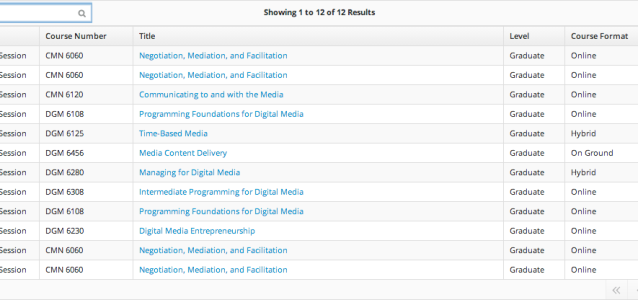 Showing 1 to 12 of 12 Results
Course Number Title Level Course Format
Session CMN 6060 Negotiation, Mediation, and Facilitation Graduate Online
Session CMN 6060 Negotiation, Mediation, and Facilitation Graduate Online
Session CMN 6120 Communicating to and with the Media Graduate Online
Session DGM 6108 Programming Foundations for Digital Media Graduate Online
Session DGM 6125 Time-Based Media Graduate Hybrid
Session DGM 6456 Media Content Delivery Graduate On Ground
Session DGM 6280 Managing for Digital Media Graduate Hybrid
Session DGM 6308 Intermediate Programming for Digital Media Graduate Online
Session DGM 6108 Programming Foundations for Digital Media Graduate Online
Session DGM 6230 Digital Media Entrepreneurship Graduate Online
Session CMN 6060 Negotiation, Mediation, and Facilitation Graduate Online
Session CMN 6060 Negotiation, Mediation, and Facilitation Graduate Online